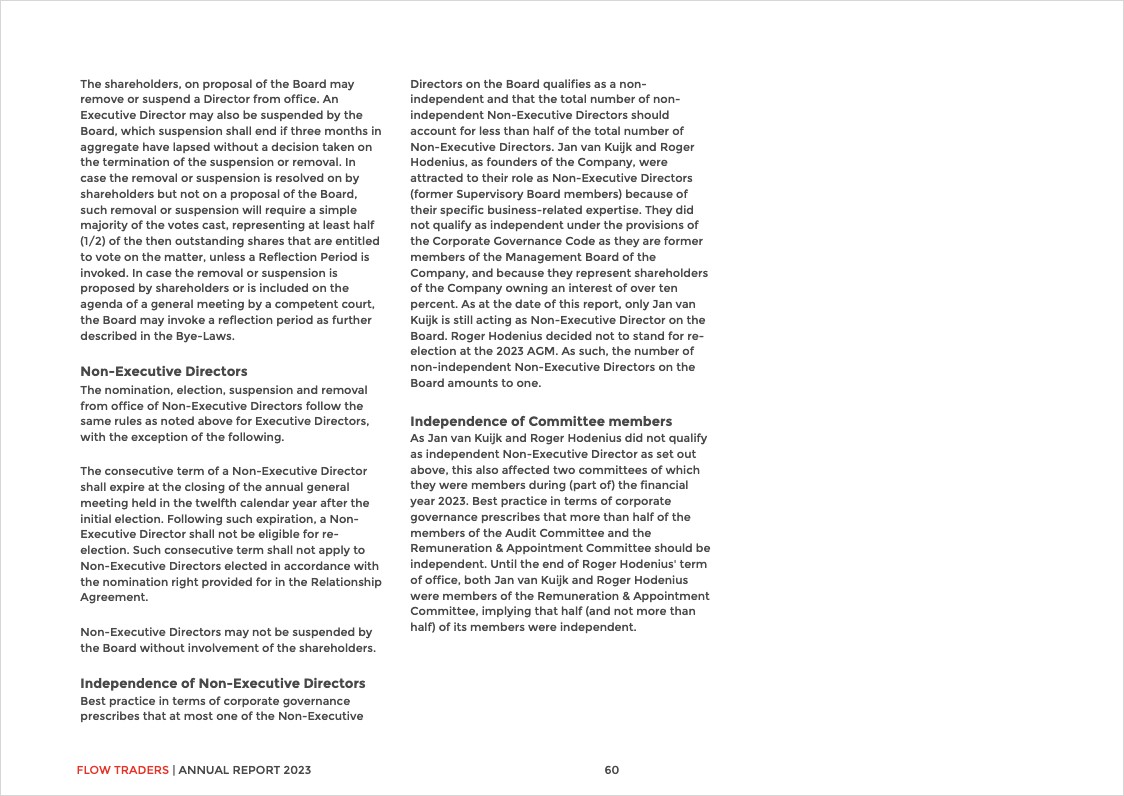 The shareholders, on proposal of the Board may
remove or suspend a Director from office. An
Executive Director may also be suspended by the
Board, which suspension shall end if three months in
aggregate have lapsed without a decision taken on
the termination of the suspension or removal. In
case the removal or suspension is resolved on by
shareholders but not on a proposal of the Board,
such removal or suspension will require a simple
majority of the votes cast, representing at least half
(1/2) of the then outstanding shares that are entitled
to vote on the matter, unless a Reflection Period is
invoked. In case the removal or suspension is
proposed by shareholders or is included on the
agenda of a general meeting by a competent court,
the Board may invoke a reflection period as further
described in the Bye-Laws.
Non-Executive Directors
The nomination, election, suspension and removal
from office of Non-Executive Directors follow the
same rules as noted above for Executive Directors,
with the exception of the following.
The consecutive term of a Non-Executive Director
shall expire at the closing of the annual general
meeting held in the twelfth calendar year after the
initial election. Following such expiration, a Non-
Executive Director shall not be eligible for re-
election. Such consecutive term shall not apply to
Non-Executive Directors elected in accordance with
the nomination right provided for in the Relationship
Agreement.
Non-Executive Directors may not be suspended by
the Board without involvement of the shareholders.
Independence of Non-Executive Directors
Best practice in terms of corporate governance
prescribes that at most one of the Non-Executive
Directors on the Board qualifies as a non-
independent and that the total number of non-
independent Non-Executive Directors should
account for less than half of the total number of
Non-Executive Directors. Jan van Kuijk and Roger
Hodenius, as founders of the Company, were
attracted to their role as Non-Executive Directors
(former Supervisory Board members) because of
their specific business-related expertise. They did
not qualify as independent under the provisions of
the Corporate Governance Code as they are former
members of the Management Board of the
Company, and because they represent shareholders
of the Company owning an interest of over ten
percent. As at the date of this report, only Jan van
Kuijk is still acting as Non-Executive Director on the
Board. Roger Hodenius decided not to stand for re-
election at the 2023 AGM. As such, the number of
non-independent Non-Executive Directors on the
Board amounts to one.
Independence of Committee members
As Jan van Kuijk and Roger Hodenius did not qualify
as independent Non-Executive Director as set out
above, this also affected two committees of which
they were members during (part of) the financial
year 2023. Best practice in terms of corporate
governance prescribes that more than half of the
members of the Audit Committee and the
Remuneration & Appointment Committee should be
independent. Until the end of Roger Hodenius' term
of office, both Jan van Kuijk and Roger Hodenius
were members of the Remuneration & Appointment
Committee, implying that half (and not more than
half) of its members were independent.
FLOW TRADERS | ANNUAL REPORT 2023
60